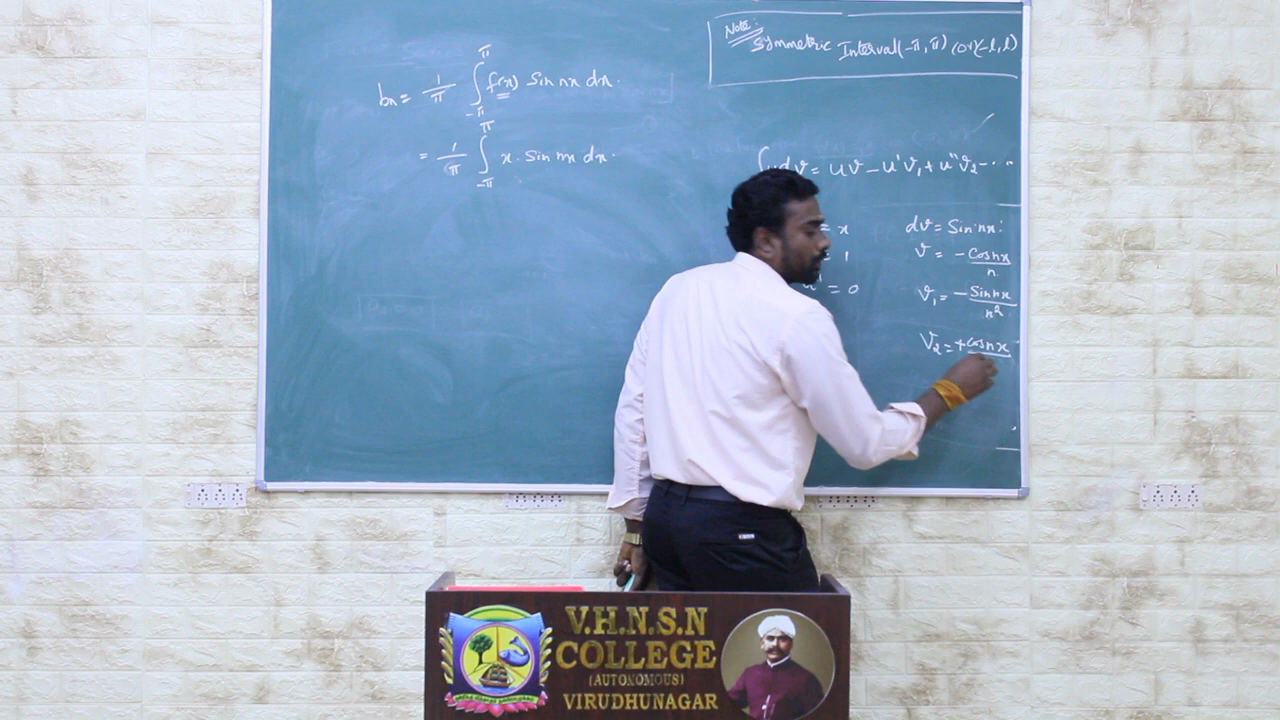 Note:
Symmetric Interval (-π, π) (or) (-l, l)
bn = 1/π ∫_{-π}^{π} f(x) Sin nx dx.
= 1/π ∫_{-π}^{π} x. Sin nx dx.
∫u dv = uv - u'v₁ + u''v₂ - ...
= x
dv = Sin nx:
= 1
v = -Cos nx/n.
= 0
v₁ = -Sin nx/n².
V₂ = +Cos nx
V.H.N.S.N
COLLEGE
(AUTONOMOUS)
VIRUDHUNAGAR